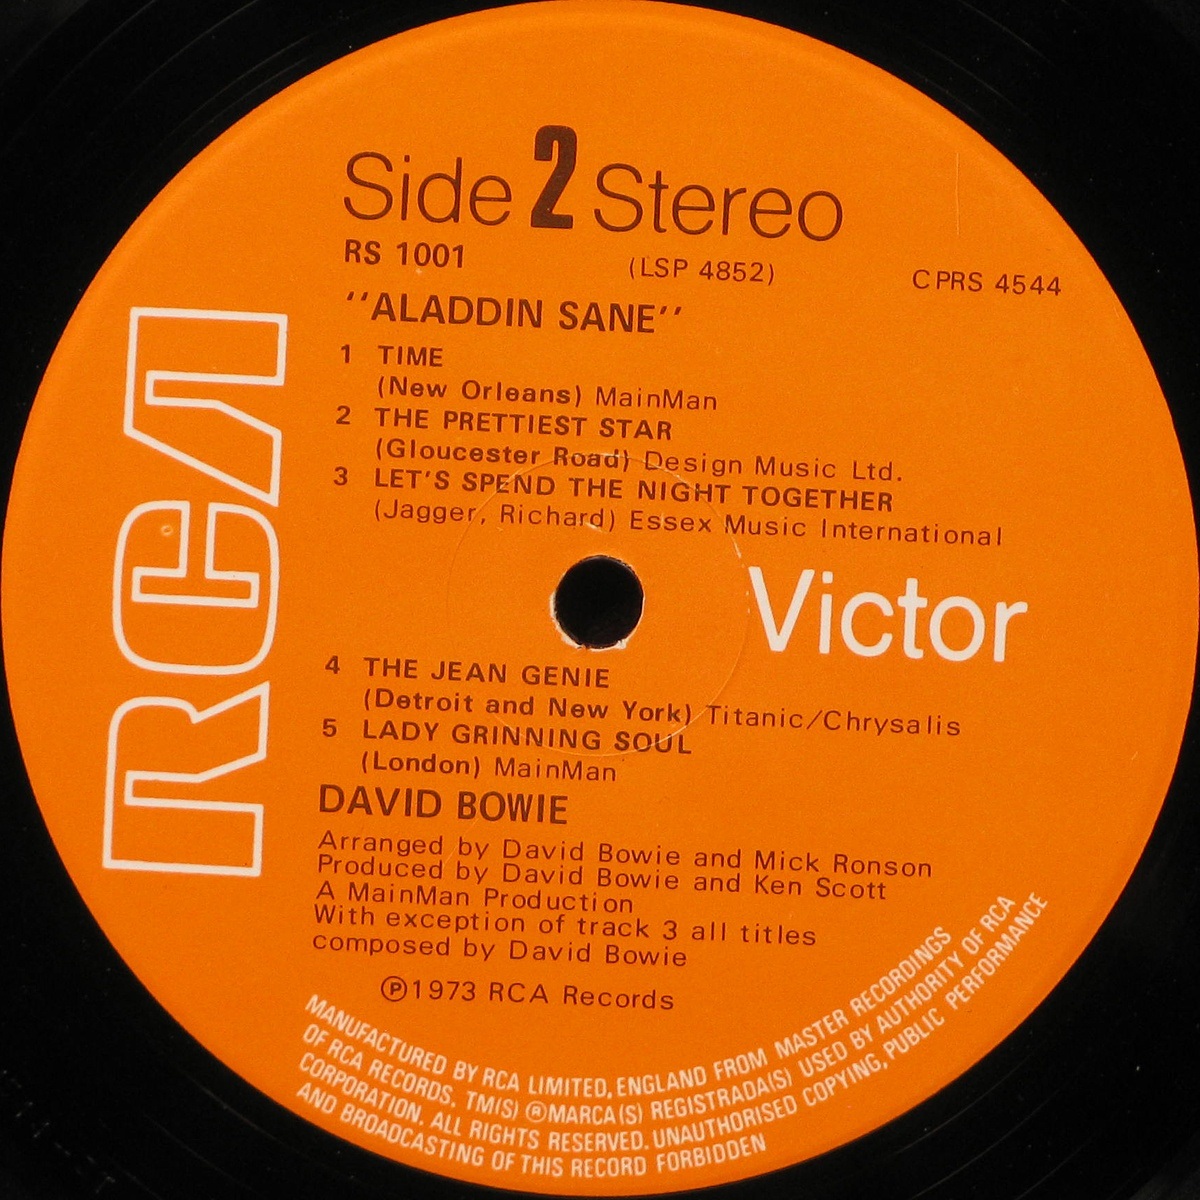 Side 2 Stereo
RS 1001 (LSP 4852) CPRS 4544
''ALADDIN SANE''
1 TIME
(New Orleans) MainMan
2 THE PRETTIEST STAR
(Gloucester Road) Design Music Ltd.
3 LET'S SPEND THE NIGHT TOGETHER
(Jagger, Richard) Essex Music International
RCA
Victor
4 THE JEAN GENIE
(Detroit and New York) Titanic/Chrysalis
5 LADY GRINNING SOUL
(London) MainMan
DAVID BOWIE
Arranged by David Bowie and Mick Ronson
Produced by David Bowie and Ken Scott
A MainMan Production
With exception of track 3 all titles
composed by David Bowie
Ⓟ1973 RCA Records
MANUFACTURED BY RCA LIMITED, ENGLAND FROM MASTER RECORDINGS
OF RCA RECORDS. TM(S) ®MARCA(S) REGISTRADA(S) USED BY AUTHORITY OF RCA
CORPORATION. ALL RIGHTS RESERVED. UNAUTHORISED COPYING, PUBLIC PERFORMANCE
AND BROADCASTING OF THIS RECORD FORBIDDEN